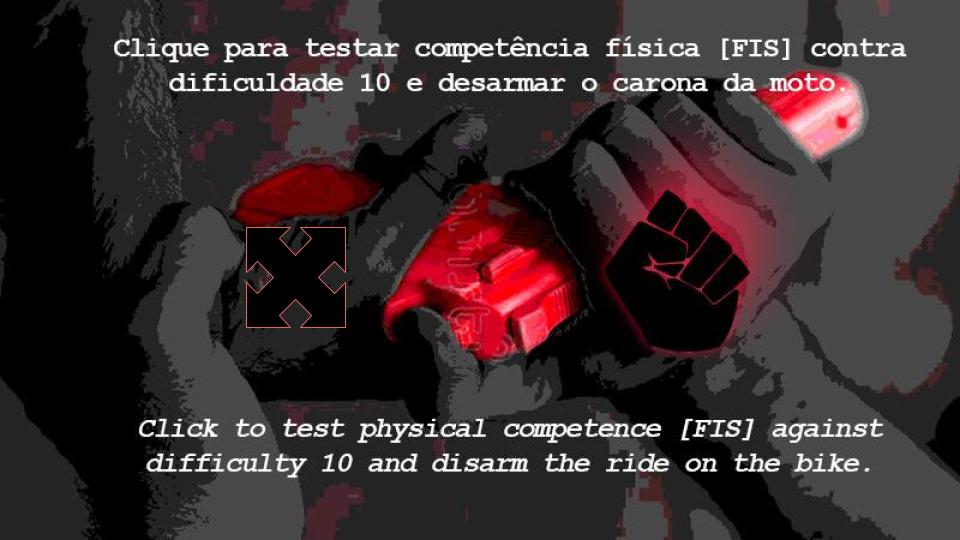 Clique para testar competência física [FIS] contra
dificuldade 10 e desarmar o carona da moto.
Click to test physical competence [FIS] against
difficulty 10 and disarm the ride on the bike.